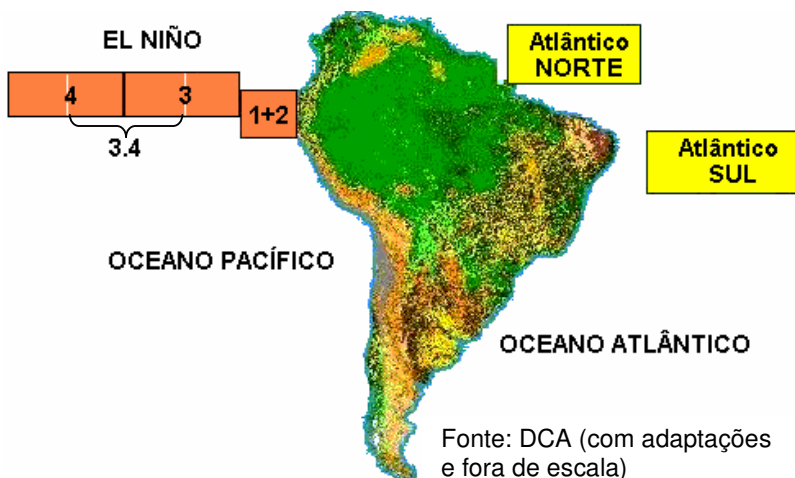 EL NIÑO
Atlântico
NORTE
4
3
1+2
3.4
Atlântico
SUL
OCEANO PACÍFICO
OCEANO ATLÂNTICO
Fonte: DCA (com adaptações
e fora de escala)